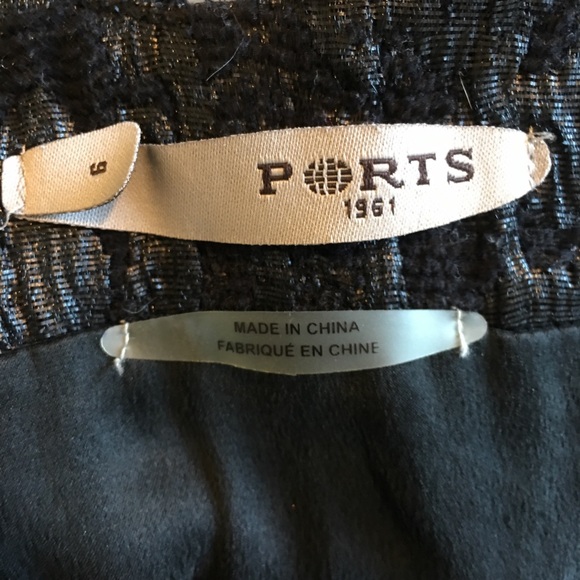 6
PORTS
1961
MADE IN CHINA
FABRIQUÉ EN CHINE